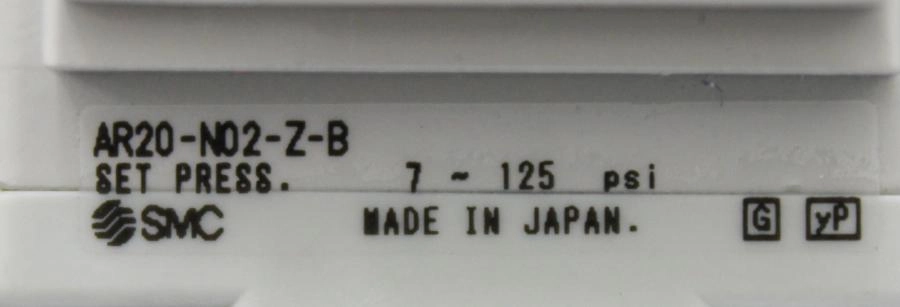 AR20-N02-Z-B
SET PRESS. 7 ~ 125 psi
SMC MADE IN JAPAN. G yP